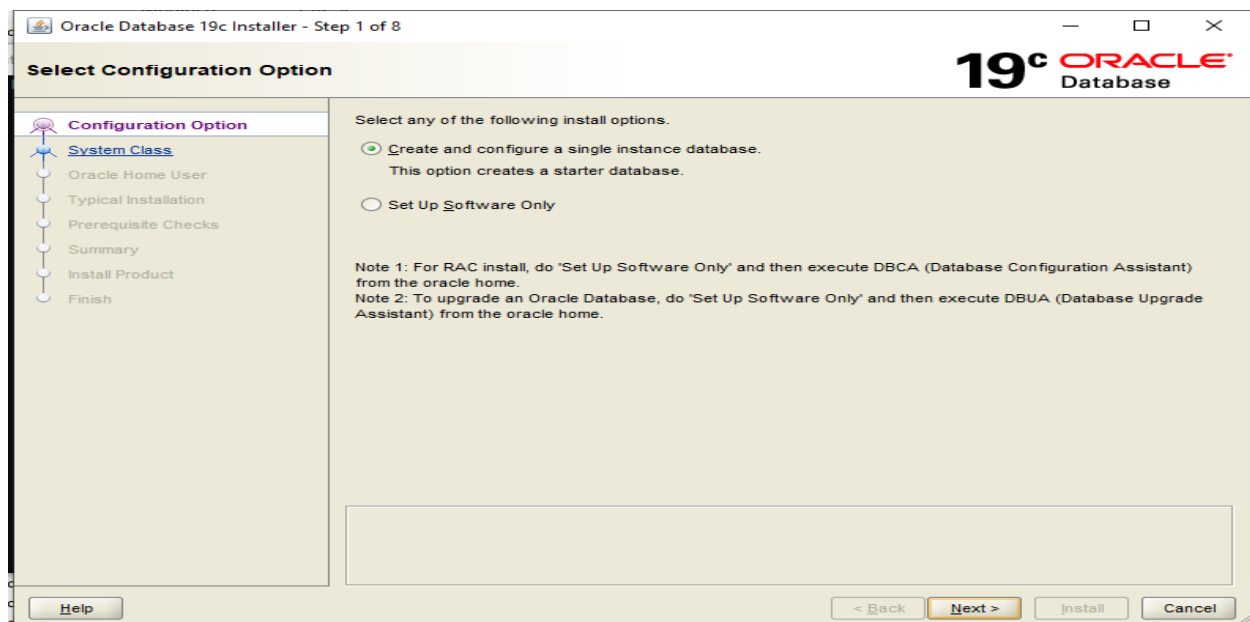 Oracle Database 19c Installer - Step 1 of 8
Select Configuration Option
19c ORACLE
Database
Configuration Option
System Class
Oracle Home User
Typical Installation
Prerequisite Checks
Summary
Install Product
Finish
Select any of the following install options.
Create and configure a single instance database.
This option creates a starter database.
Set Up Software Only
Note 1: For RAC install, do 'Set Up Software Only' and then execute DBCA (Database Configuration Assistant)
from the oracle home.
Note 2: To upgrade an Oracle Database, do 'Set Up Software Only' and then execute DBUA (Database Upgrade
Assistant) from the oracle home.
Help
< Back
Next >
Install
Cancel